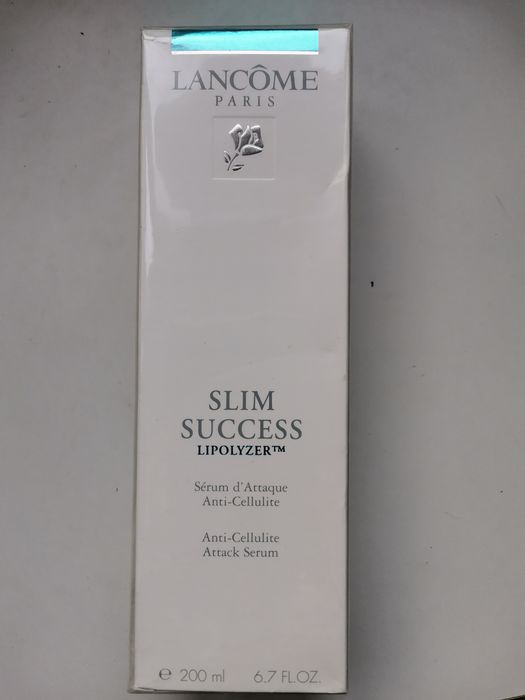 LANCÔME
PARIS
SLIM
SUCCESS
LIPOLYZER™
Sérum d'Attaque
Anti-Cellulite
Anti-Cellulite
Attack Serum
℮ 200 ml 6.7 FL.OZ.